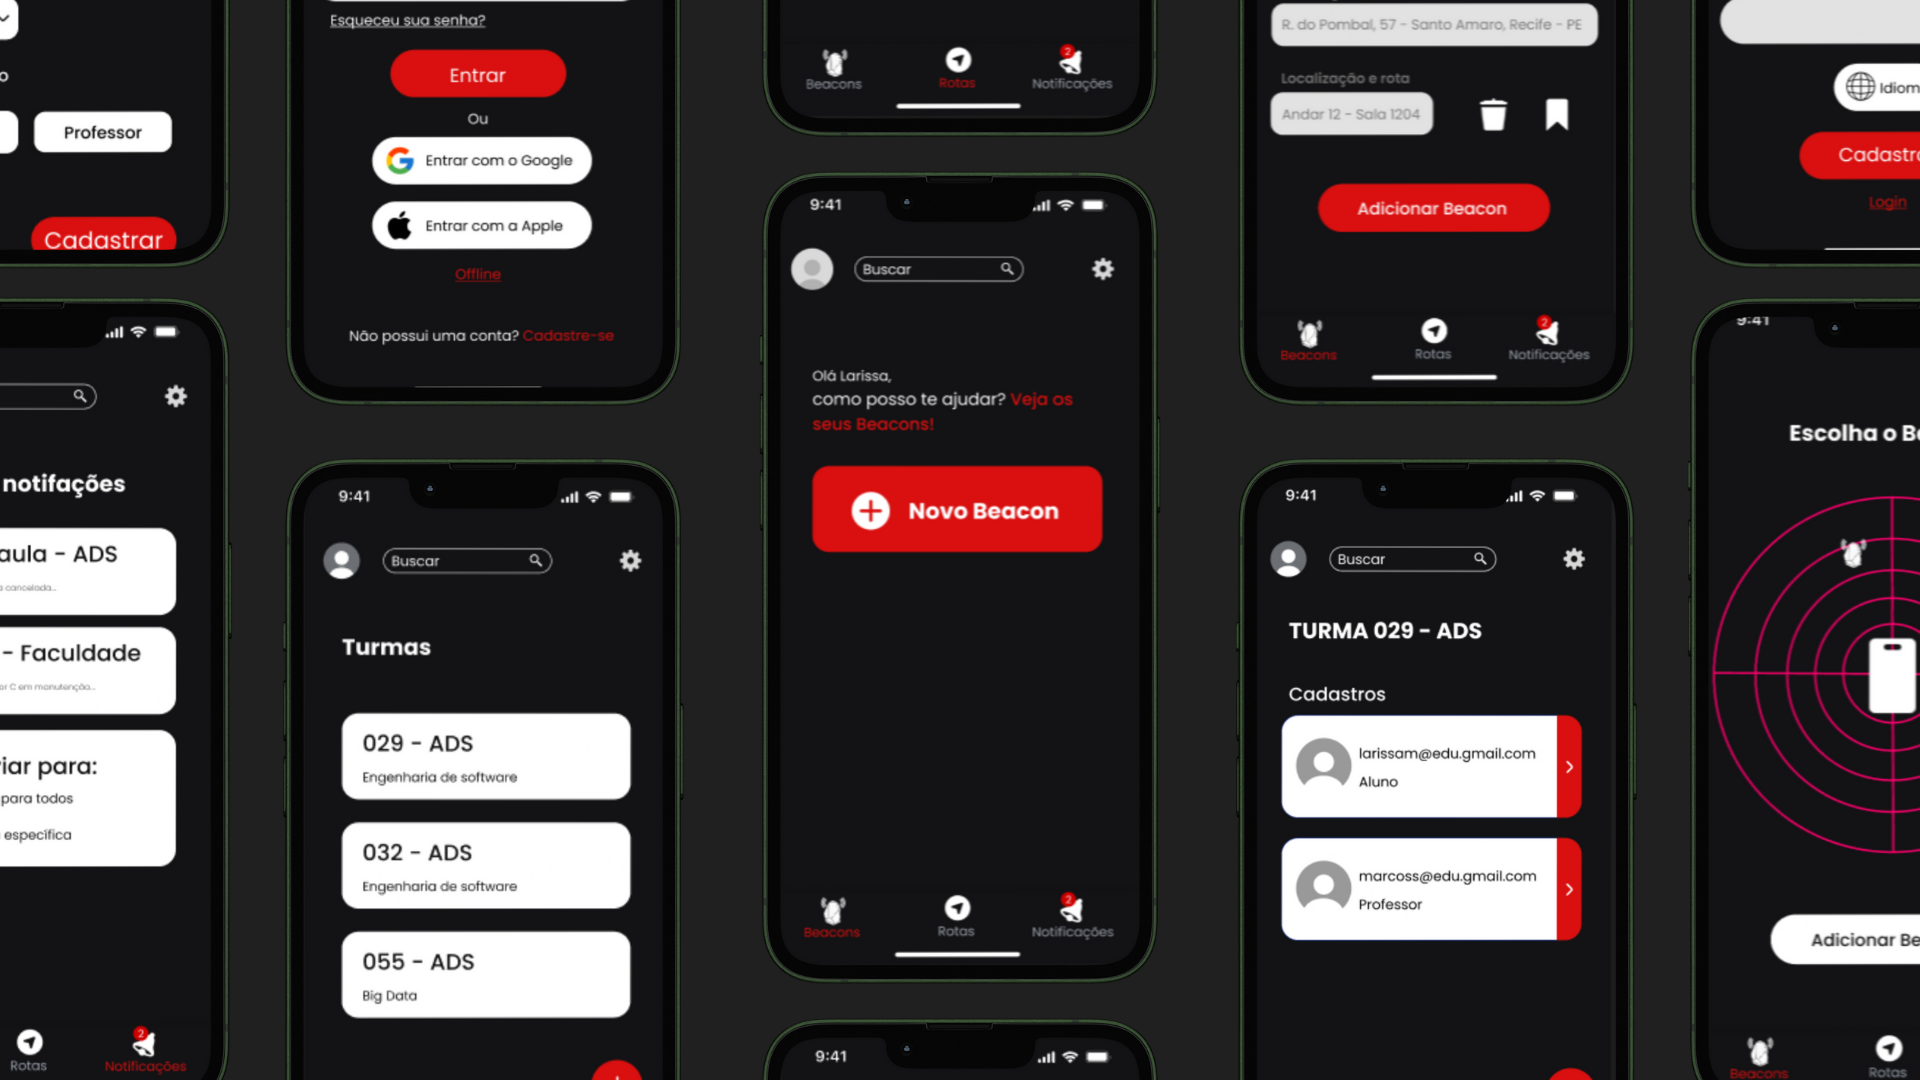 Professor
Cadastrar
notifações
aula - ADS
a cancelada...
- Faculdade
or C em manutenção...
iar para:
para todos
específica
Rotas
2
Notificações
Esqueceu sua senha?
Entrar
Ou
Entrar com o Google
Entrar com a Apple
Offline
Não possui uma conta? Cadastre-se
9:41
Buscar
Turmas
029 - ADS
Engenharia de software
032 - ADS
Engenharia de software
055 - ADS
Big Data
Beacons
Rotas
2
Notificações
9:41
Buscar
Olá Larissa,
como posso te ajudar? Veja os
seus Beacons!
Novo Beacon
Beacons
Rotas
2
Notificações
9:41
R. do Pombal, 57 - Santo Amaro, Recife - PE
Localização e rota
Andar 12 - Sala 1204
Adicionar Beacon
Beacons
Rotas
2
Notificações
9:41
Buscar
TURMA 029 - ADS
Cadastros
larissam@edu.gmail.com
Aluno
marcoss@edu.gmail.com
Professor
Idiom
Cadastr
Login
9:41
Escolha o B
Adicionar Be
Beacons
Rotas